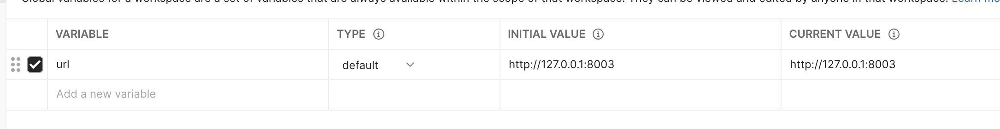 Global variables for a workspace are a set of variables that are always available within the scope of that workspace. They can be viewed and edited by anyone in that workspace. Learn mo
VARIABLE TYPE INITIAL VALUE CURRENT VALUE
url default http://127.0.0.1:8003 http://127.0.0.1:8003
Add a new variable